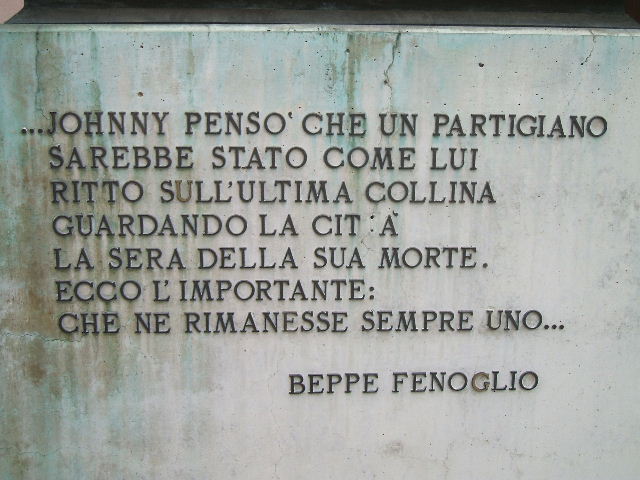 ...JOHNNY PENSO' CHE UN PARTIGIANO
SAREBBE STATO COME LUI
RITTO SULL'ULTIMA COLLINA
GUARDANDO LA CIT A'
LA SERA DELLA SUA MORTE.
ECCO L'IMPORTANTE:
CHE NE RIMANESSE SEMPRE UNO...
BEPPE FENOGLIO